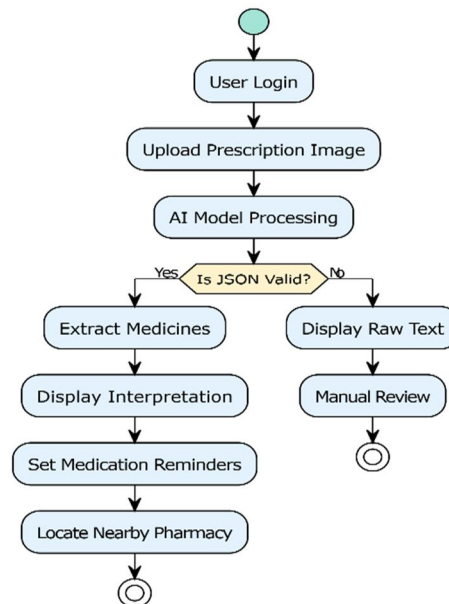 User Login
Upload Prescription Image
AI Model Processing
Is JSON Valid?
Yes
No
Extract Medicines
Display Raw Text
Display Interpretation
Manual Review
Set Medication Reminders
Locate Nearby Pharmacy